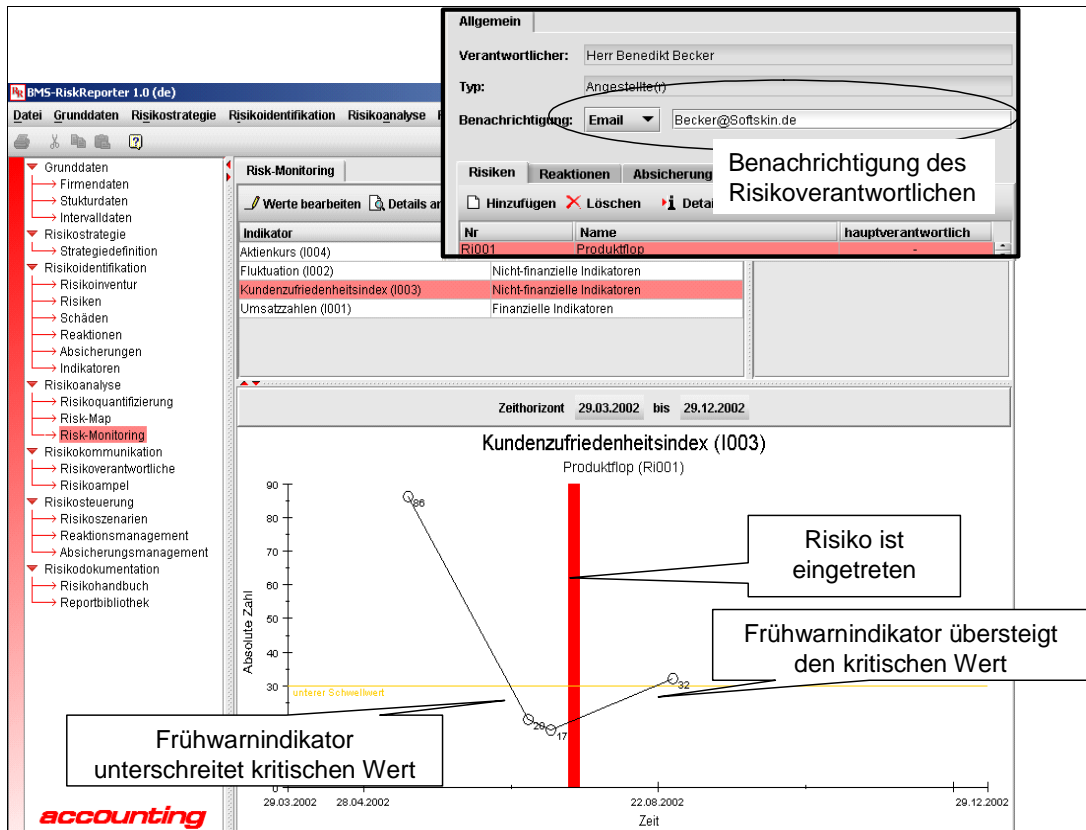 Allgemein
Verantwortlicher: Herr Benedikt Becker
Typ: Angestellte(r)
Benachrichtigung: Email Becker@Softskin.de
Benachrichtigung des
Risikoverantwortlichen
Risiken Reaktionen Absicherung
Hinzufügen Löschen Detai
Nr Name hauptverantwortlich
Ri001 Produktflop -
BMS-RiskReporter 1.0 (de)
Datei Grunddaten Risikostrategie Risikoidentifikation Risikoanalyse
Grunddaten
Firmendaten
Stukturdaten
Intervalldaten
Risikostrategie
Strategiedefinition
Risikoidentifikation
Risikoinventur
Risiken
Schäden
Reaktionen
Absicherungen
Indikatoren
Risikoanalyse
Risikoquantifizierung
Risk-Map
Risk-Monitoring
Risikokommunikation
Risikoverantwortliche
Risikoampel
Risikosteuerung
Risikoszenarien
Reaktionsmanagement
Absicherungsmanagement
Risikodokumentation
Risikohandbuch
Reportbibliothek
accounting
Risk-Monitoring
Werte bearbeiten Details an
Indikator
Aktienkurs (I004)
Fluktuation (I002) Nicht-finanzielle Indikatoren
Kundenzufriedenheitsindex (I003) Nicht-finanzielle Indikatoren
Umsatzzahlen (I001) Finanzielle Indikatoren
Zeithorizont 29.03.2002 bis 29.12.2002
Kundenzufriedenheitsindex (I003)
Produktflop (Ri001)
Absolute Zahl
90
80
70
60
50
40
30
0
86
20
17
32
unterer Schwellwert
Risiko ist
eingetreten
Frühwarnindikator übersteigt
den kritischen Wert
Frühwarnindikator
unterschreitet kritischen Wert
29.03.2002 28.04.2002 22.08.2002 29.12.2002
Zeit